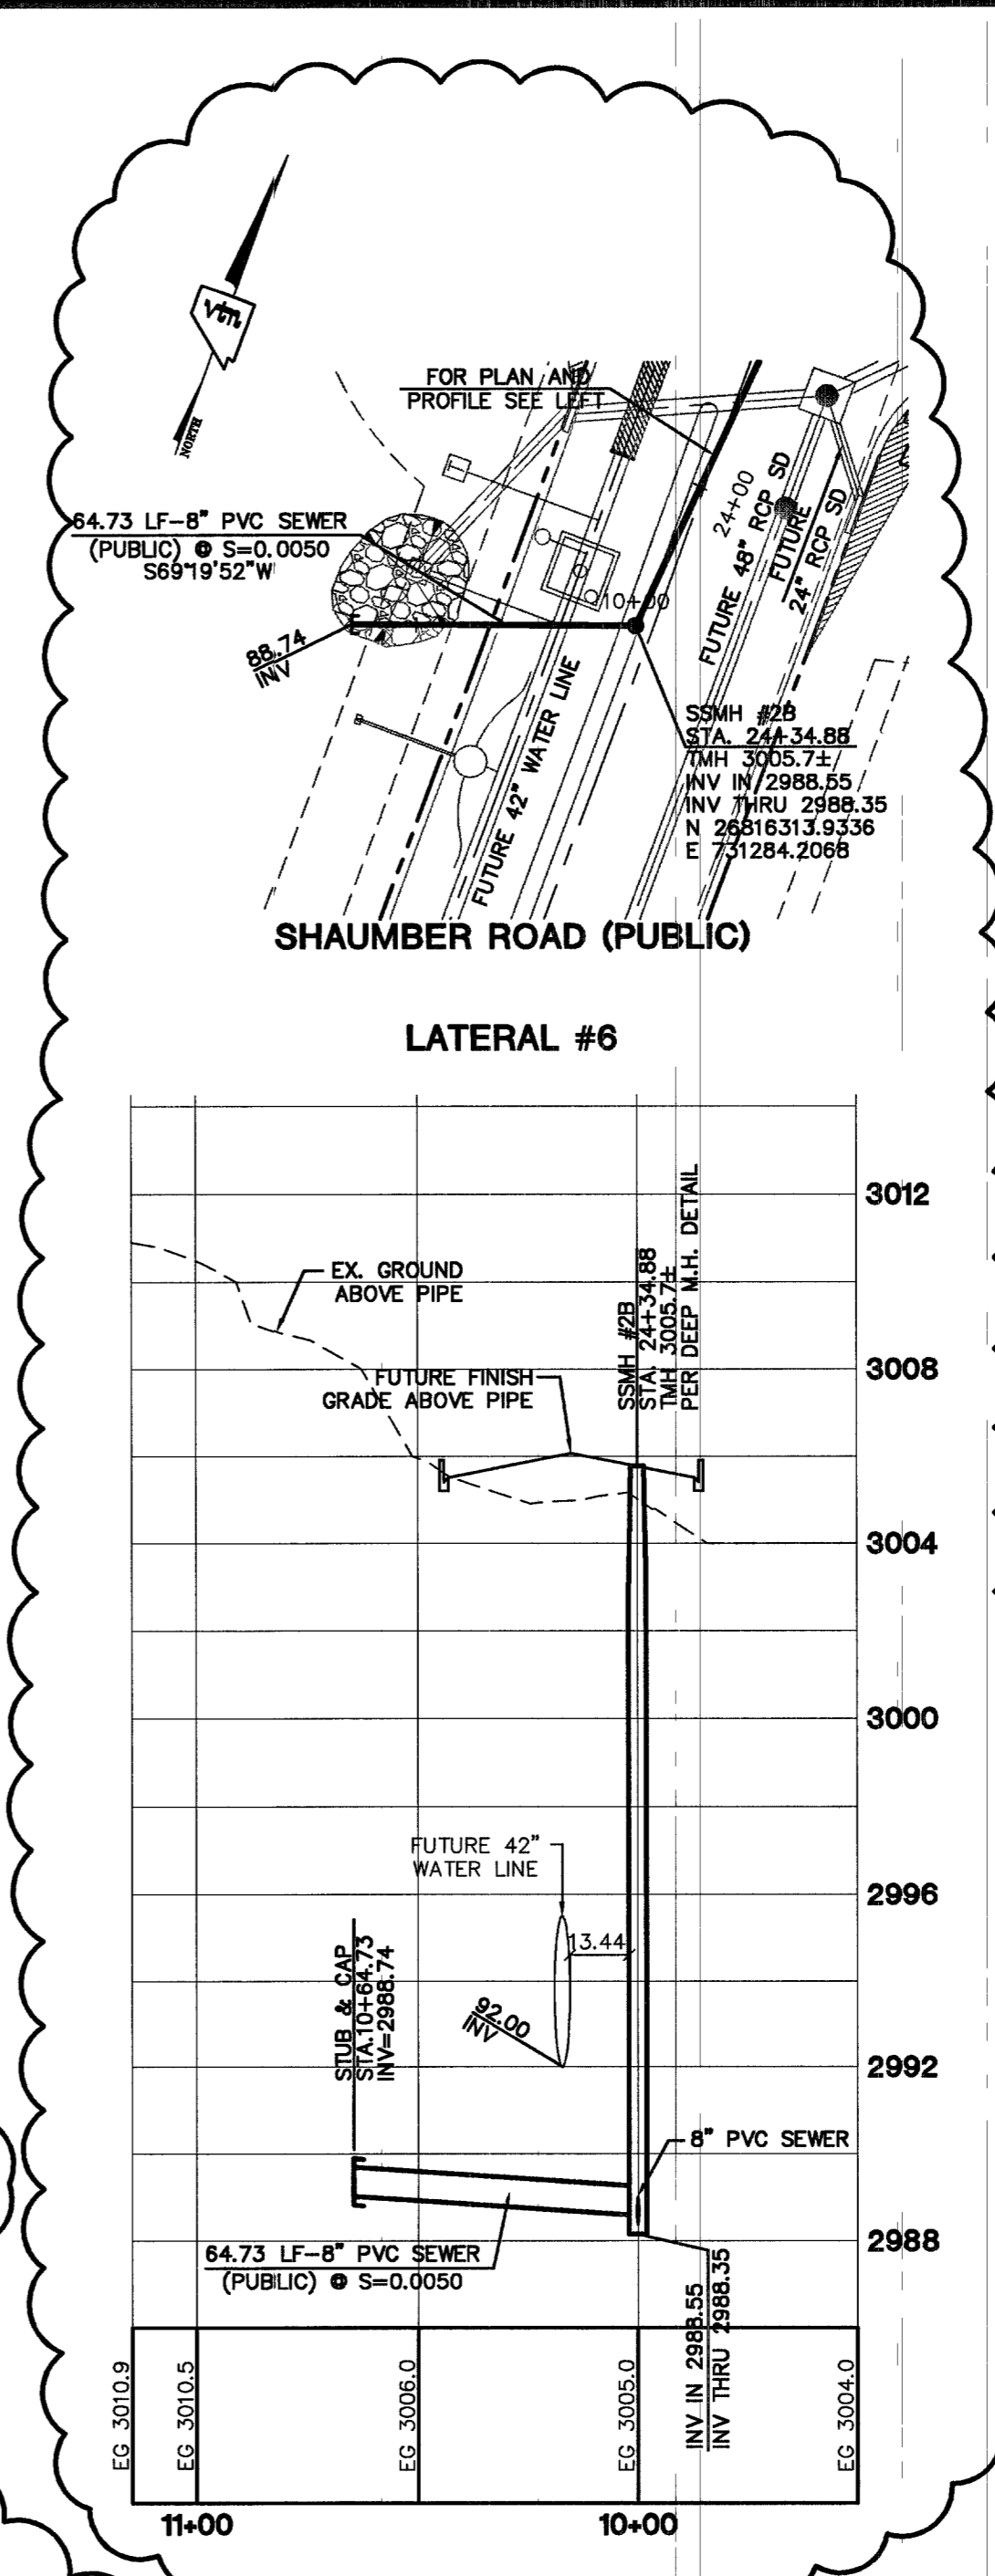 vtn
NORTH
FOR PLAN AND
PROFILE SEE LEFT
64.73 LF-8" PVC SEWER
(PUBLIC) @ S=0.0050
S69°19'52"W
T
88.74
INV
10+00
24+00
FUTURE 48" RCP SD
FUTURE
24" RCP SD
FUTURE 42" WATER LINE
SSMH #2B
STA. 24+34.88
TMH 3005.7±
INV IN 2988.55
INV THRU 2988.35
N 26816313.9336
E 731284.2068
SHAUMBER ROAD (PUBLIC)
LATERAL #6
3012
3008
3004
3000
2996
2992
2988
EX. GROUND
ABOVE PIPE
FUTURE FINISH
GRADE ABOVE PIPE
SSMH #2B
STA. 24+34.88
TMH 3005.7±
PER DEEP M.H. DETAIL
FUTURE 42"
WATER LINE
13.44
92.00
INV
STUB & CAP
STA.10+64.73
INV=2988.74
8" PVC SEWER
64.73 LF-8" PVC SEWER
(PUBLIC) @ S=0.0050
INV IN 2988.55
INV THRU 2988.35
EG 3010.9
EG 3010.5
EG 3006.0
EG 3005.0
EG 3004.0
11+00
10+00